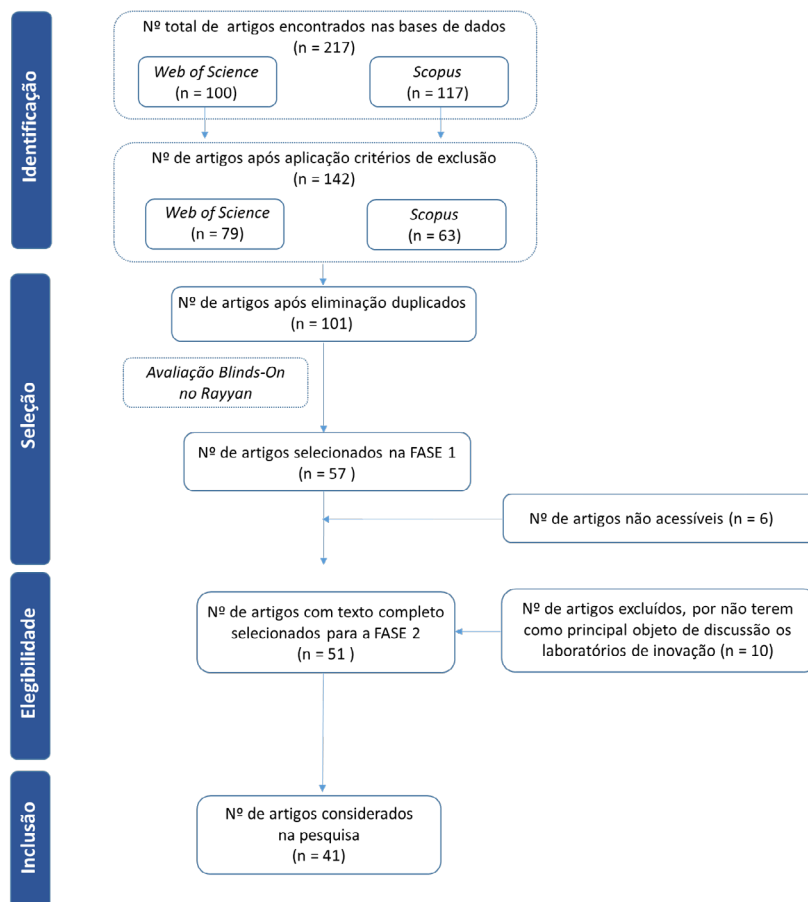 Identificação
Nº total de artigos encontrados nas bases de dados
(n = 217)
Web of Science
(n = 100)
Scopus
(n = 117)
Nº de artigos após aplicação critérios de exclusão
(n = 142)
Web of Science
(n = 79)
Scopus
(n = 63)
Seleção
Nº de artigos após eliminação duplicados
(n = 101)
Avaliação Blinds-On
no Rayyan
Nº de artigos selecionados na FASE 1
(n = 57 )
Nº de artigos não acessíveis (n = 6)
Elegibilidade
Nº de artigos com texto completo
selecionados para a FASE 2
(n = 51 )
Nº de artigos excluídos, por não terem
como principal objeto de discussão os
laboratórios de inovação (n = 10)
Inclusão
Nº de artigos considerados
na pesquisa
(n = 41)